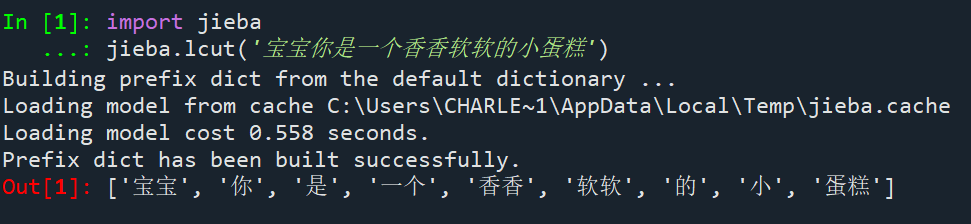 In [1]: import jieba
   ...: jieba.lcut('宝宝你是一个香香软软的小蛋糕')
Building prefix dict from the default dictionary ...
Loading model from cache C:\Users\CHARLE~1\AppData\Local\Temp\jieba.cache
Loading model cost 0.558 seconds.
Prefix dict has been built successfully.
Out[1]: ['宝宝', '你', '是', '一个', '香香', '软软', '的', '小', '蛋糕']